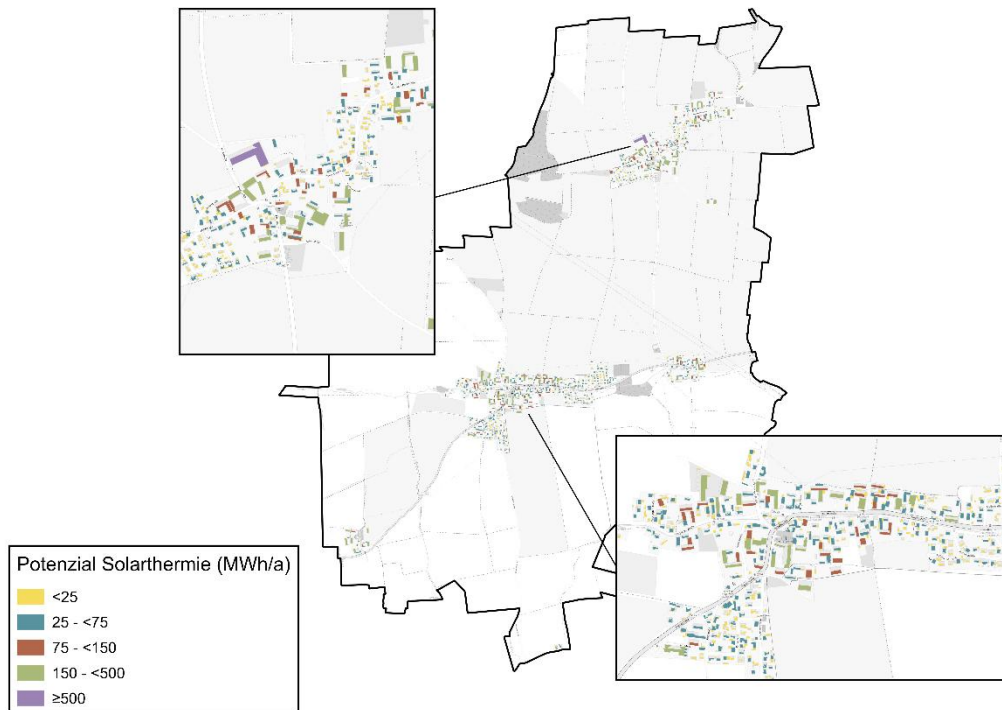 Potenzial Solarthermie (MWh/a)
<25
25 - <75
75 - <150
150 - <500
≥500